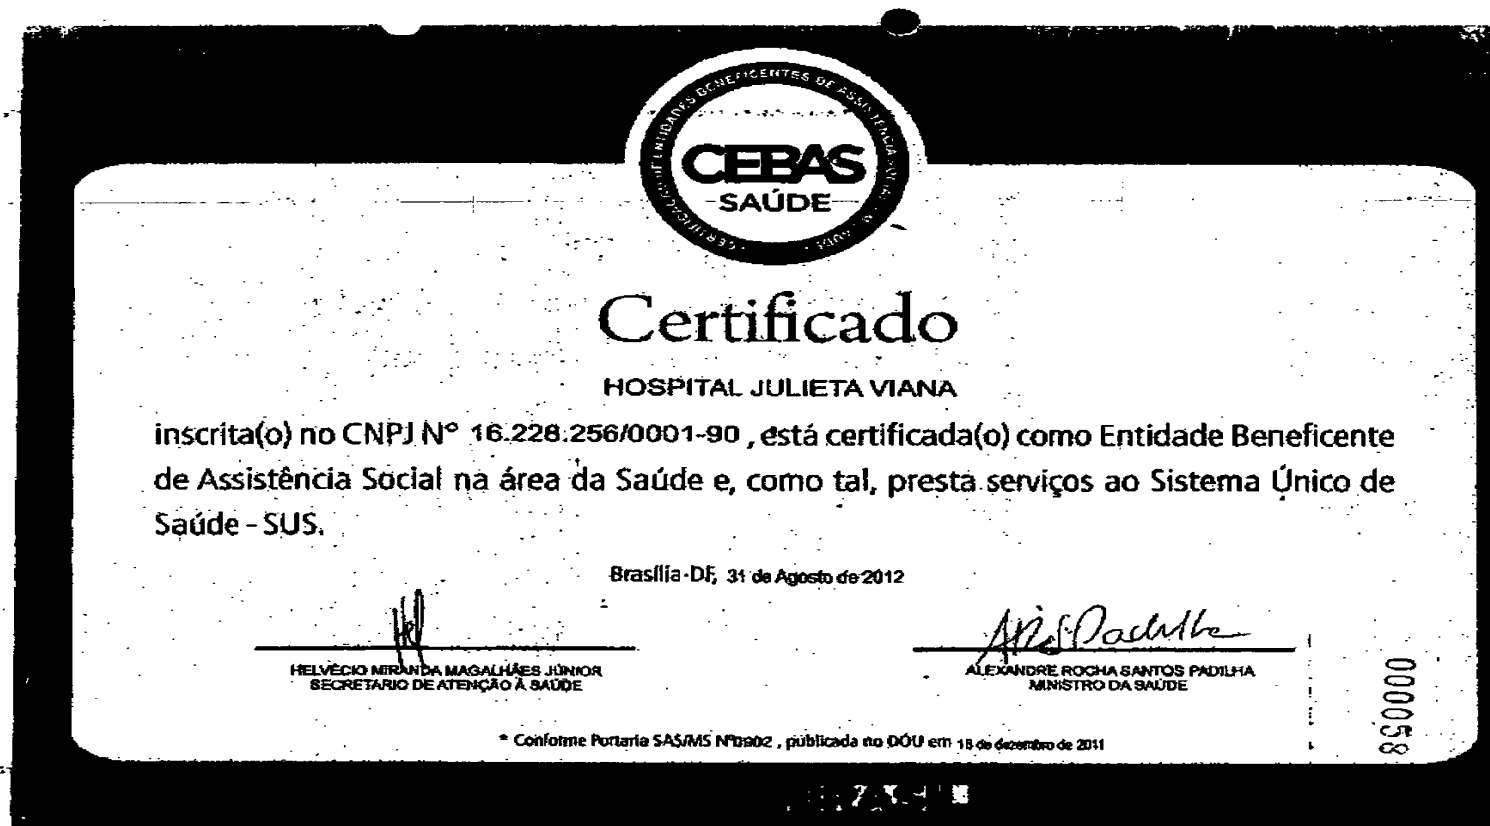 CEBAS
SAÚDE
Certificado
HOSPITAL JULIETA VIANA
inscrita(o) no CNPJ Nº 16.228.256/0001-90 , está certificada(o) como Entidade Beneficente
de Assistência Social na área da Saúde e, como tal, presta serviços ao Sistema Único de
Saúde - SUS.
Brasília-DF, 31 de Agosto de 2012
HELVÉCIO MIRANDA MAGALHÃES JÚNIOR
SECRETARIO DE ATENÇÃO À SAÚDE
ALEXANDRE ROCHA SANTOS PADILHA
MINISTRO DA SAÚDE
* Conforme Portaria SAS/MS Nº0902 , publicada no DOU em de dezembro de 2011
000058